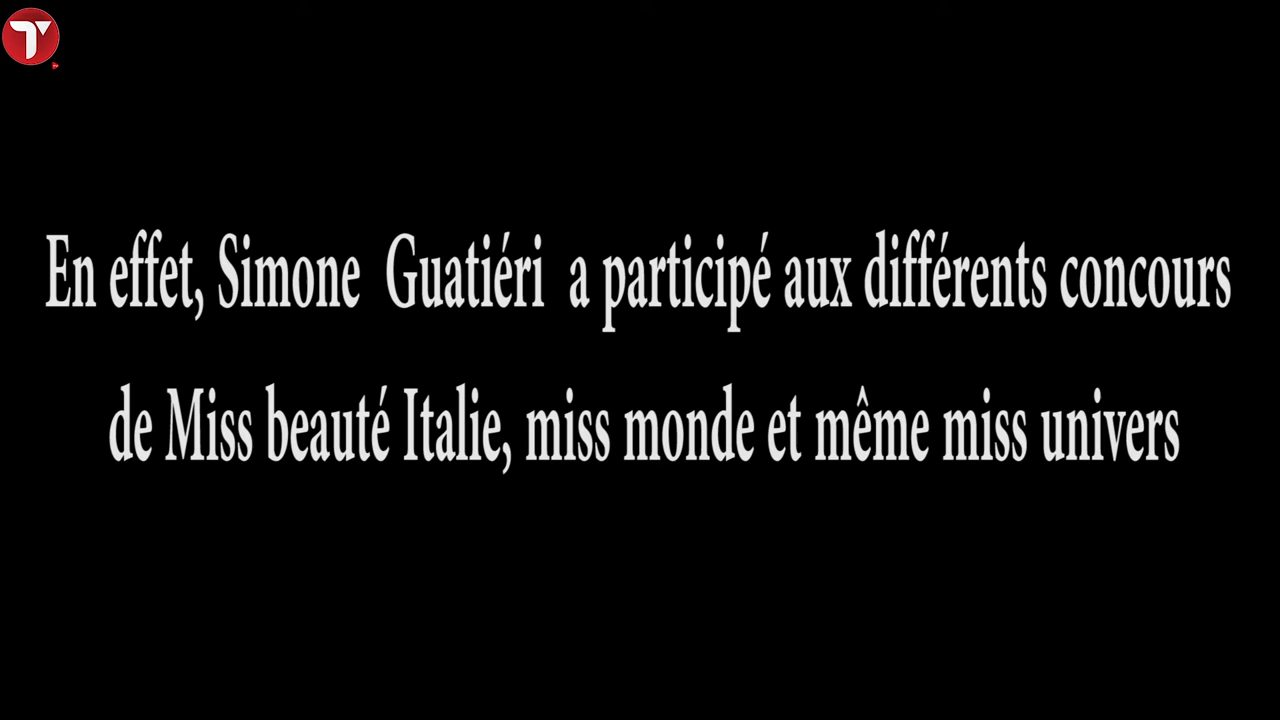 En effet, Simone Guatiéri a participé aux différents concours
de Miss beauté Italie, miss monde et même miss univers